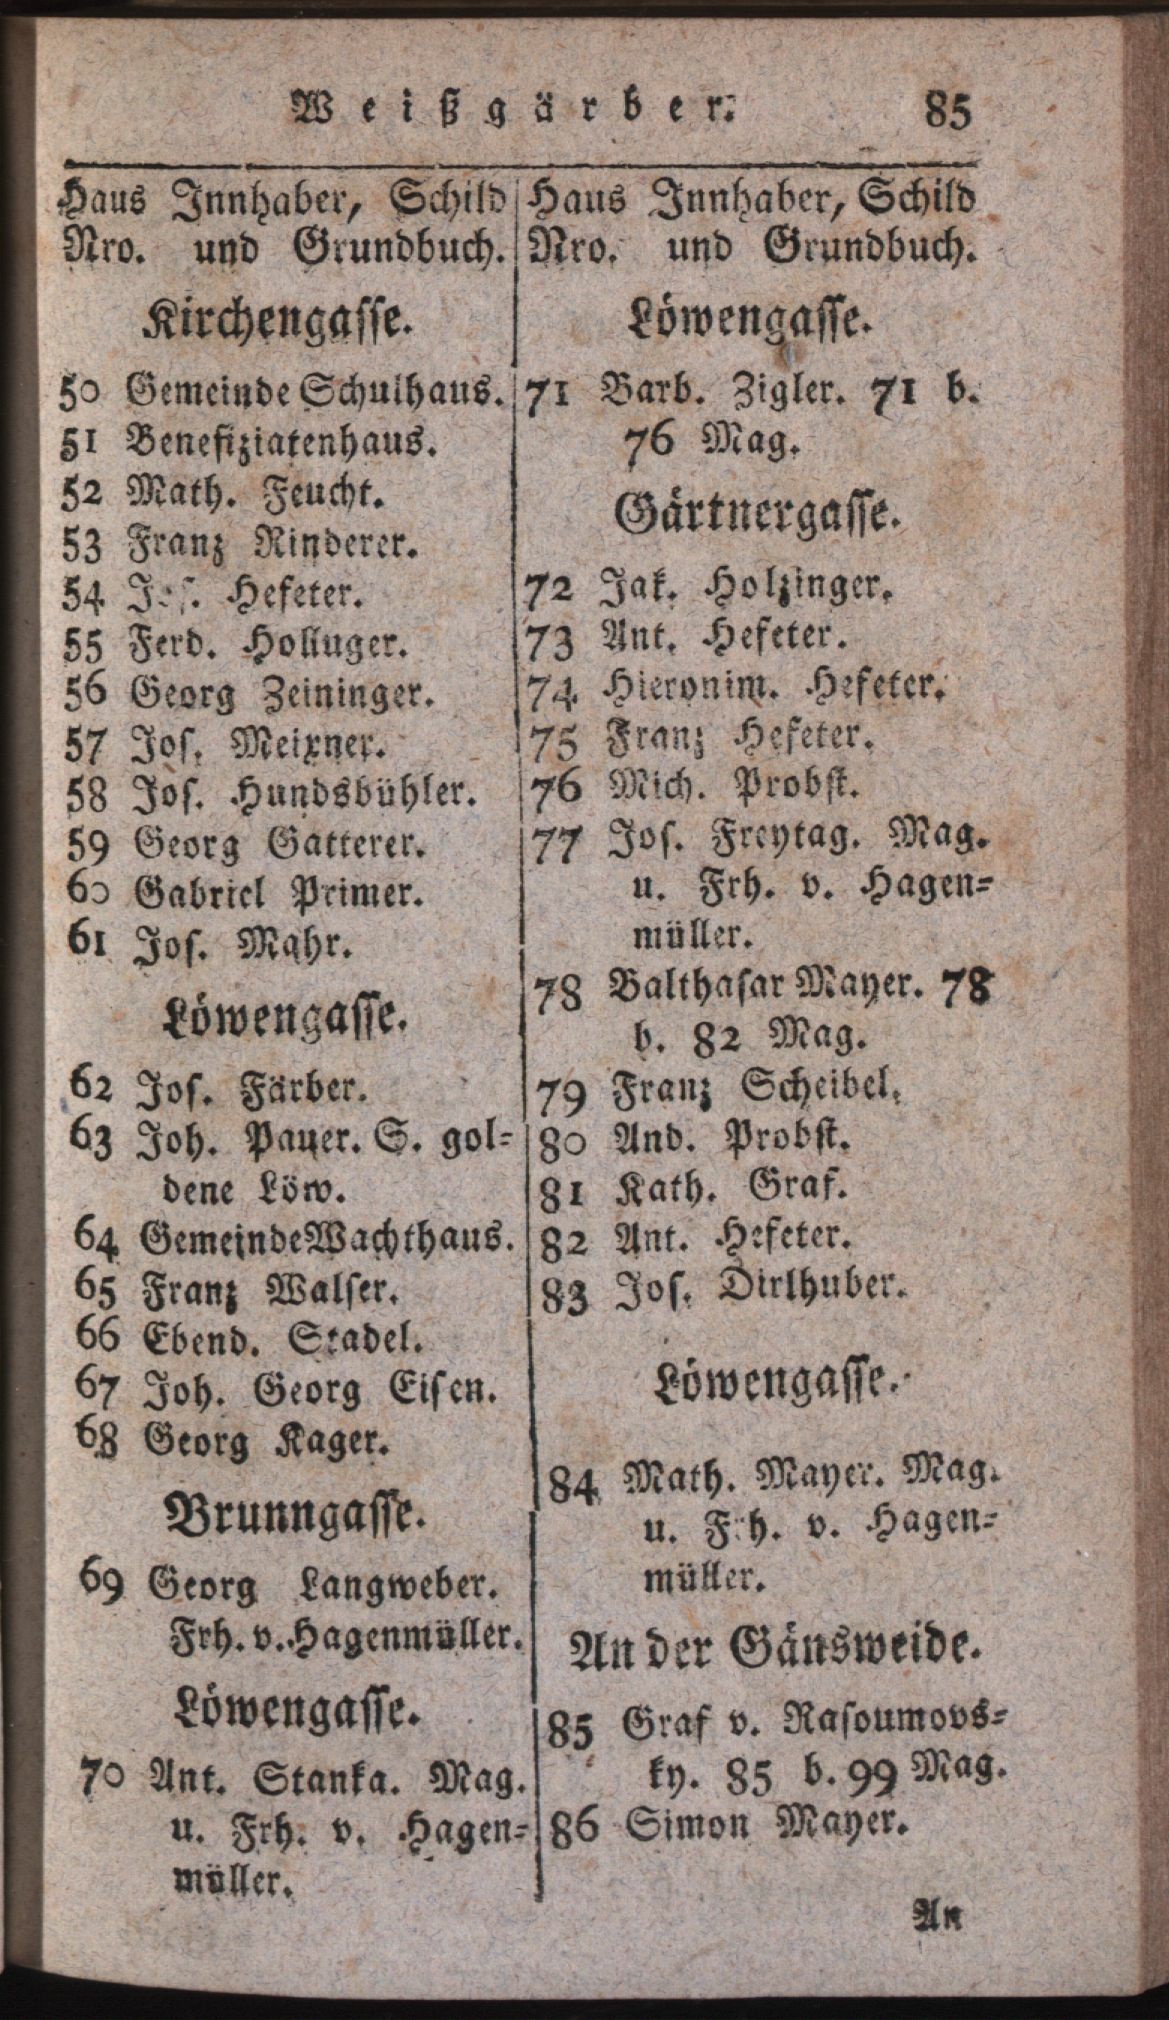 Weißgärber. 85
Haus Innhaber, Schild
Nro. und Grundbuch.
Kirchengasse.
50 Gemeinde Schulhaus.
51 Benefiziatenhaus.
52 Math. Feucht.
53 Franz Rinderer.
54 Jos. Hefeter.
55 Ferd. Holluger.
56 Georg Zeininger.
57 Jos. Meixner.
58 Jos. Hundsbühler.
59 Georg Gatterer.
60 Gabriel Primer.
61 Jos. Mahr.
Löwengasse.
62 Jos. Färber.
63 Joh. Pauer. S. gol-
dene Löw.
64 Gemeinde Wachthaus.
65 Franz Walser.
66 Ebend. Stadel.
67 Joh. Georg Eisen.
68 Georg Kager.
Brunngasse.
69 Georg Langweber.
Frh. v. Hagenmüller.
Löwengasse.
70 Ant. Stanka. Mag.
u. Frh. v. Hagen-
müller.
Haus Innhaber, Schild
Nro. und Grundbuch.
Löwengasse.
71 Barb. Zigler. 71 b.
76 Mag.
Gärtnergasse.
72 Jak. Holzinger.
73 Ant. Hefeter.
74 Hieronim. Hefeter.
75 Franz Hefeter.
76 Mich. Probst.
77 Jos. Freytag. Mag.
u. Frh. v. Hagen-
müller.
78 Balthasar Mayer. 78
b. 82 Mag.
79 Franz Scheibel.
80 And. Probst.
81 Kath. Graf.
82 Ant. Hefeter.
83 Jos. Dirlhuber.
Löwengasse.
84 Math. Mayer. Mag.
u. Frh. v. Hagen-
müller.
An der Gänsweide.
85 Graf v. Rasoumovs-
ky. 85 b. 99 Mag.
86 Simon Mayer.
An